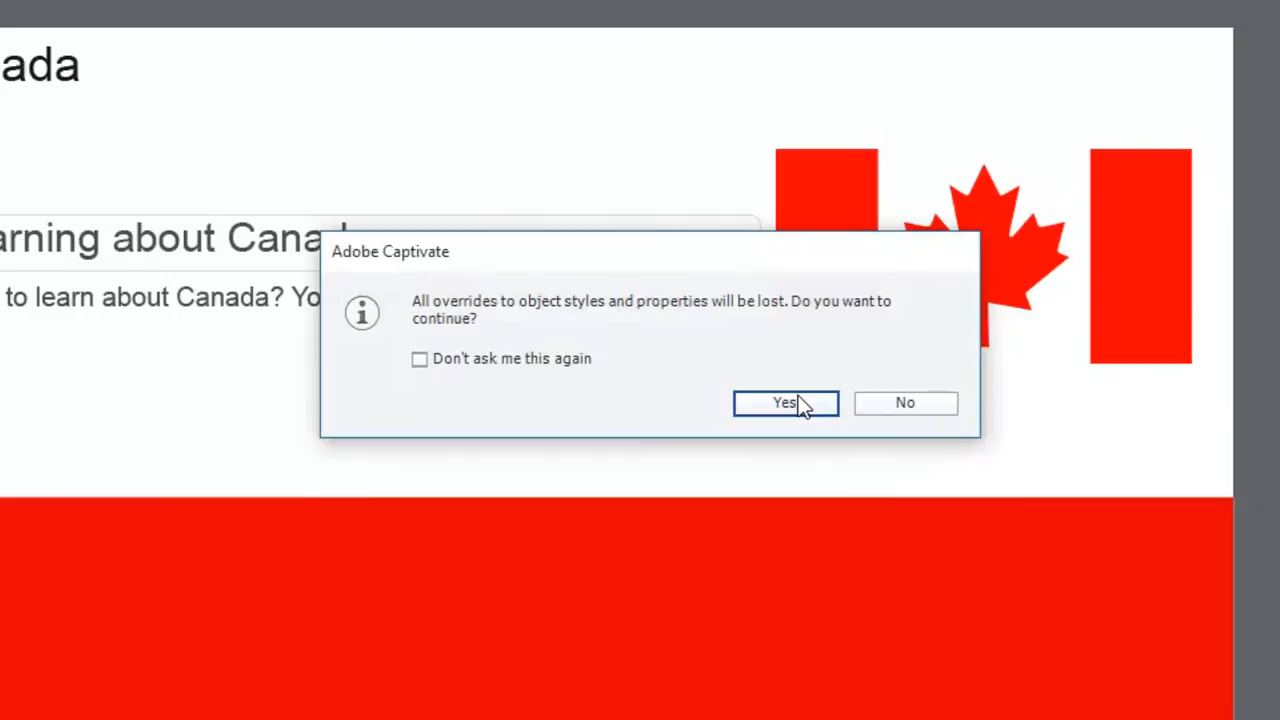 ada
arning about Cana
to learn about Canada? Yo
Adobe Captivate
All overrides to object styles and properties will be lost. Do you want to
continue?
Don't ask me this again
Yes
No